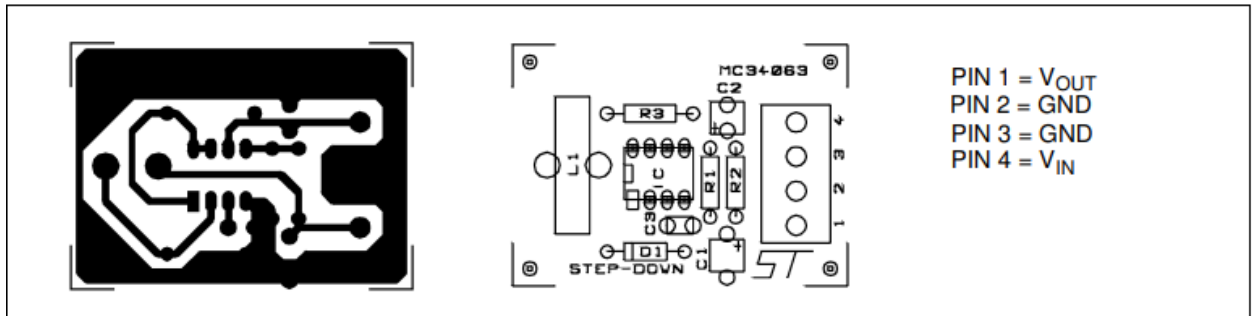 MC34063
C2
R3
4
3
2
1
L1
IC
R1
R2
C3
D1
C1
STEP-DOWN
ST
PIN 1 = VOUT
PIN 2 = GND
PIN 3 = GND
PIN 4 = VIN